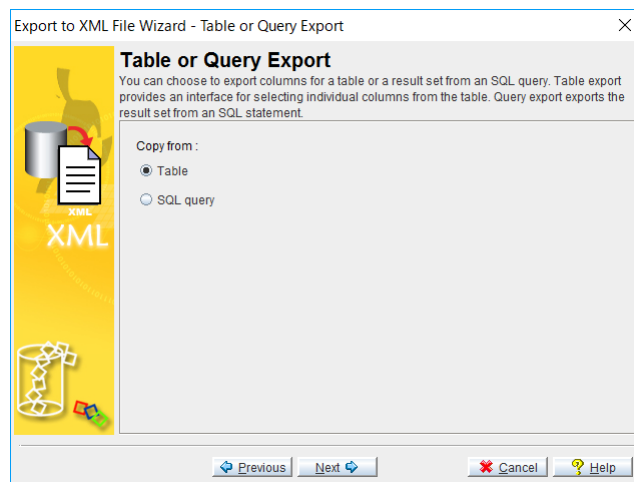 Export to XML File Wizard - Table or Query Export
Table or Query Export
You can choose to export columns for a table or a result set from an SQL query. Table export
provides an interface for selecting individual columns from the table. Query export exports the
result set from an SQL statement.
Copy from :
Table
SQL query
XML
XML
Previous
Next
Cancel
Help